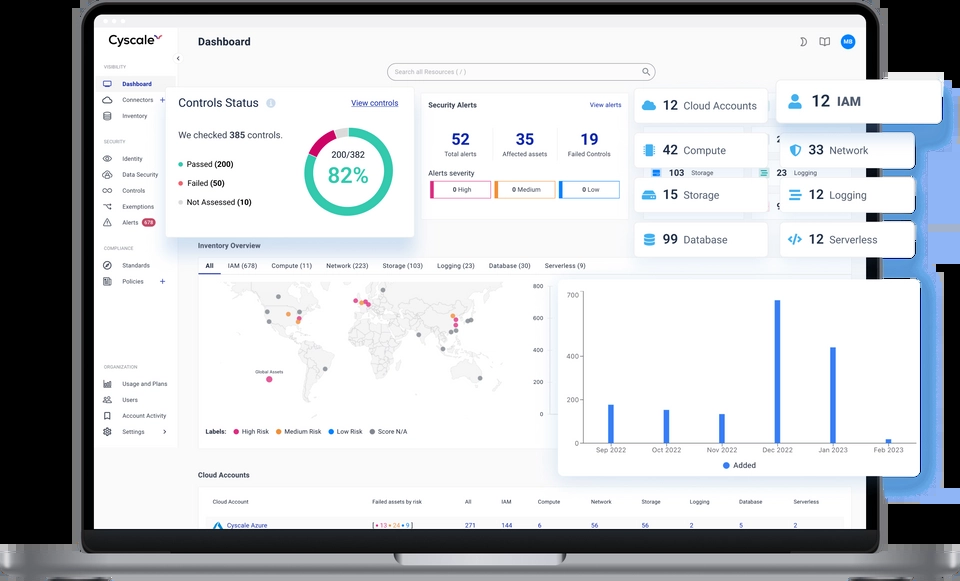 Cyscale
Dashboard
MB
Search all Resources ( / )
VISIBILITY
Dashboard
Connectors +
Inventory
SECURITY
Identity
Data Security
Controls
Exemptions
Alerts 678
COMPLIANCE
Standards
Policies +
ORGANIZATION
Usage and Plans
Users
Account Activity
Settings
Controls Status
View controls
We checked 385 controls.
Passed (200)
Failed (50)
Not Assessed (10)
200/382
82%
Security Alerts
View alerts
52
Total alerts
35
Affected assets
19
Failed Controls
Alerts severity
0 High
0 Medium
0 Low
12 Cloud Accounts
12 IAM
42 Compute
33 Network
103 Storage
23 Logging
15 Storage
12 Logging
99 Database
12 Serverless
Inventory Overview
All IAM (678) Compute (11) Network (223) Storage (103) Logging (23) Database (30) Serverless (9)
Global Assets
Labels: High Risk Medium Risk Low Risk Score N/A
800
600
400
200
0
700
400
200
0
Sep 2022 Oct 2022 Nov 2022 Dec 2022 Jan 2023 Feb 2023
Added
Cloud Accounts
Cloud Account Failed assets by risk All IAM Compute Network Storage Logging Database Serverless
Cyscale Azure [ • 13 • 24 • 9 ] 271 144 6 56 56 2 5 2